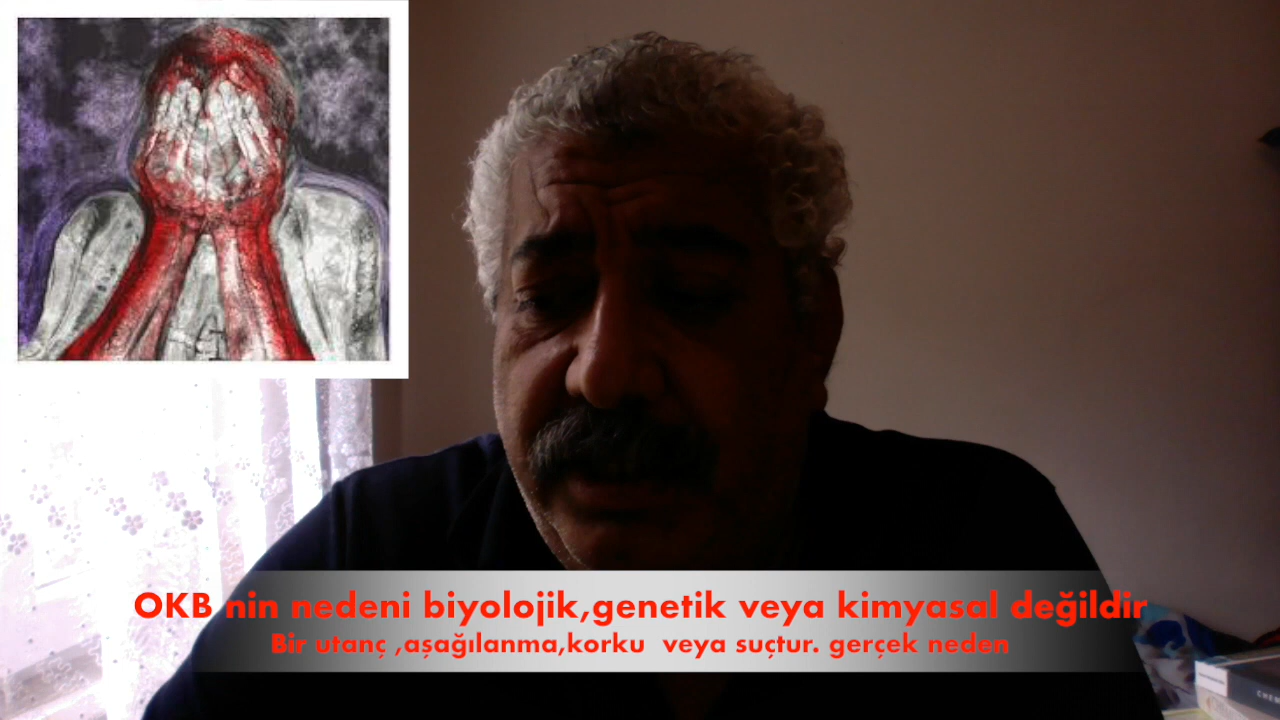 OKB nin nedeni biyolojik,genetik veya kimyasal değildir
Bir utanç ,aşağılanma,korku  veya suçtur. gerçek neden